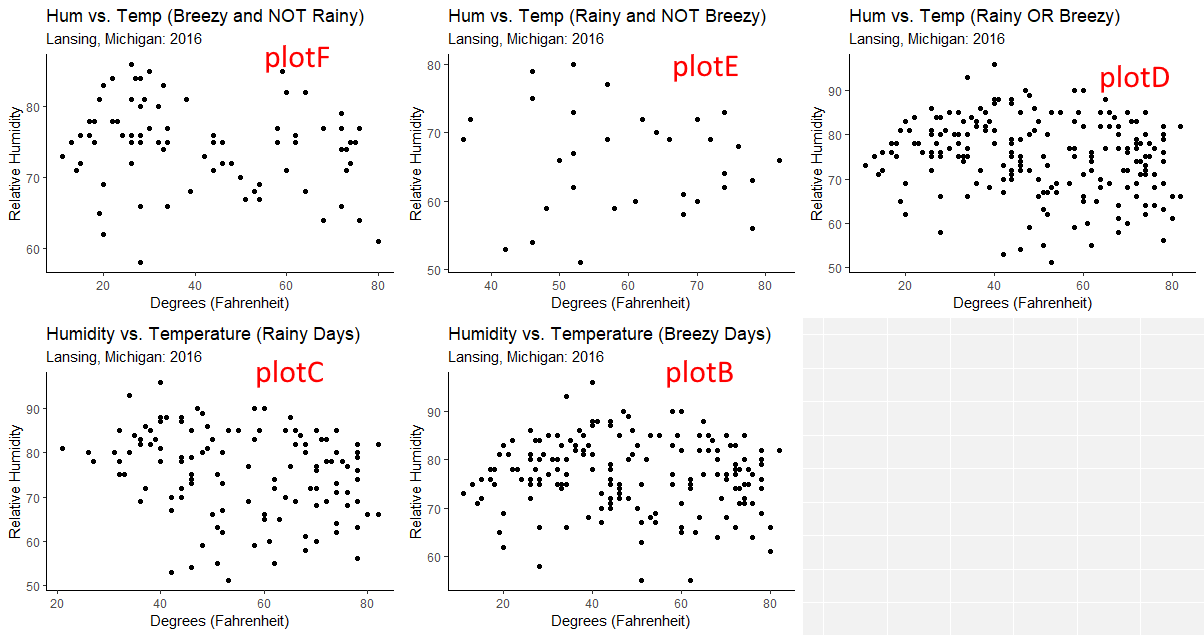 Hum vs. Temp (Breezy and NOT Rainy)
Lansing, Michigan: 2016
plotF
Relative Humidity
80
70
60
20
40
60
80
Degrees (Fahrenheit)
Hum vs. Temp (Rainy and NOT Breezy)
Lansing, Michigan: 2016
plotE
Relative Humidity
80
70
60
50
40
50
60
70
80
Degrees (Fahrenheit)
Hum vs. Temp (Rainy OR Breezy)
Lansing, Michigan: 2016
plotD
Relative Humidity
90
80
70
60
50
20
40
60
80
Degrees (Fahrenheit)
Humidity vs. Temperature (Rainy Days)
Lansing, Michigan: 2016
plotC
Relative Humidity
90
80
70
60
50
20
40
60
80
Degrees (Fahrenheit)
Humidity vs. Temperature (Breezy Days)
Lansing, Michigan: 2016
plotB
Relative Humidity
90
80
70
60
20
40
60
80
Degrees (Fahrenheit)